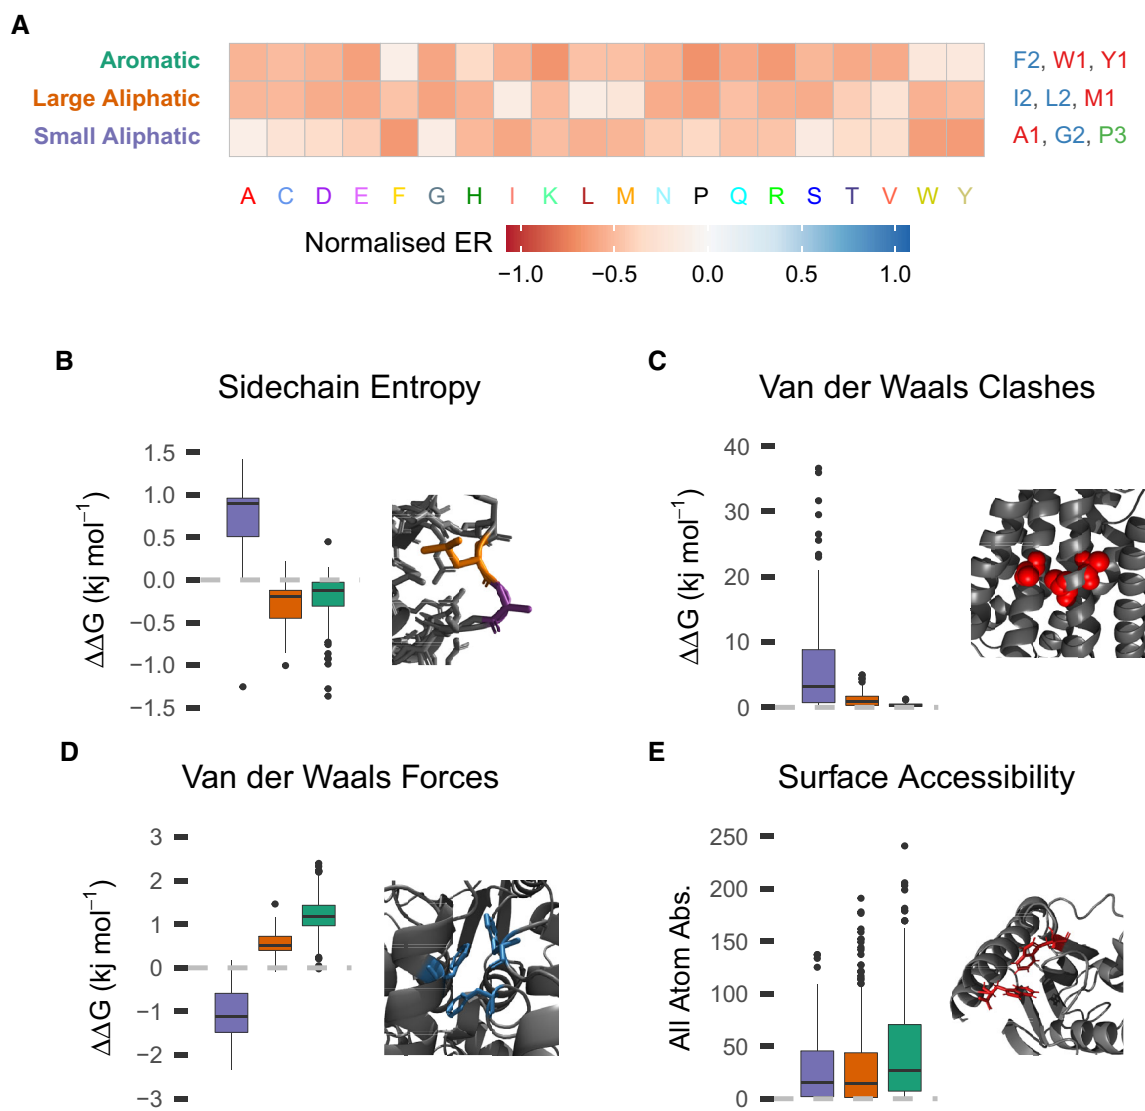 A
Aromatic
F2, W1, Y1
Large Aliphatic
I2, L2, M1
Small Aliphatic
A1, G2, P3
A C D E F G H I K L M N P Q R S T V W Y
Normalised ER
−1.0 −0.5 0.0 0.5 1.0
B
Sidechain Entropy
ΔΔG (kj mol⁻¹)
1.5
1.0
0.5
0.0
−0.5
−1.0
−1.5
C
Van der Waals Clashes
ΔΔG (kj mol⁻¹)
40
30
20
10
0
D
Van der Waals Forces
ΔΔG (kj mol⁻¹)
3
2
1
0
−1
−2
−3
E
Surface Accessibility
All Atom Abs.
250
200
150
100
50
0